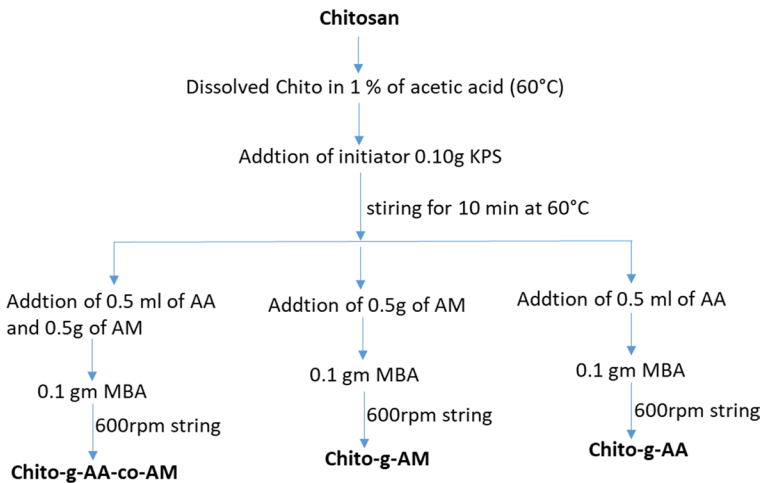 Chitosan
Dissolved Chito in 1 % of acetic acid (60°C)
Addtion of initiator 0.10g KPS
stiring for 10 min at 60°C
Addtion of 0.5 ml of AA
and 0.5g of AM
0.1 gm MBA
600rpm string
Chito-g-AA-co-AM
Addtion of 0.5g of AM
0.1 gm MBA
600rpm string
Chito-g-AM
Addtion of 0.5 ml of AA
0.1 gm MBA
600rpm string
Chito-g-AA